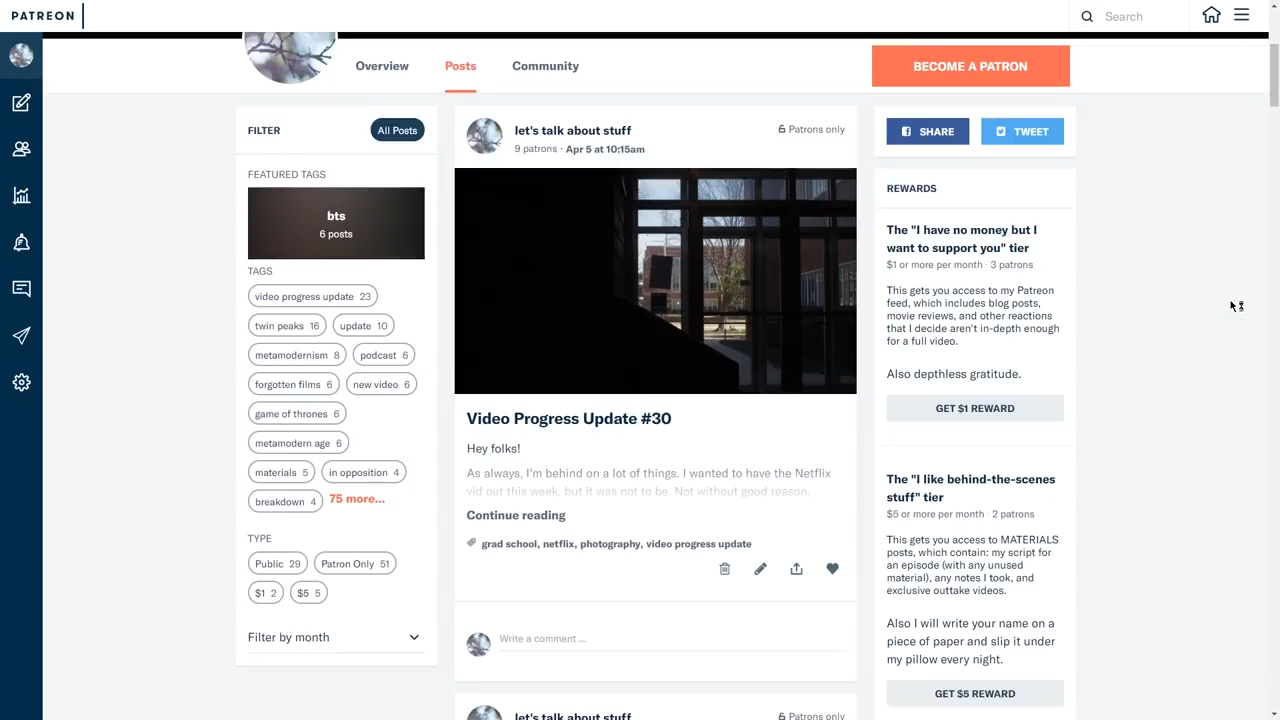 PATREON
Search
Overview
Posts
Community
BECOME A PATRON
FILTER
All Posts
FEATURED TAGS
bts
6 posts
TAGS
video progress update 23
twin peaks 16
update 10
metamodernism 8
podcast 6
forgotten films 6
new video 6
game of thrones 6
metamodern age 6
materials 5
in opposition 4
breakdown 4
75 more...
TYPE
Public 29
Patron Only 51
$1 2
$5 5
Filter by month
let's talk about stuff
Patrons only
9 patrons · Apr 5 at 10:15am
Video Progress Update #30
Hey folks!
As always, I'm behind on a lot of things. I wanted to have the Netflix
vid out this week, but it was not to be. Not without good reason.
Continue reading
grad school, netflix, photography, video progress update
Write a comment ...
let's talk about stuff
Patrons only
SHARE
TWEET
REWARDS
The "I have no money but I
want to support you" tier
$1 or more per month · 3 patrons
This gets you access to my Patreon
feed, which includes blog posts,
movie reviews, and other reactions
that I decide aren't in-depth enough
for a full video.
Also depthless gratitude.
GET $1 REWARD
The "I like behind-the-scenes
stuff" tier
$5 or more per month · 2 patrons
This gets you access to MATERIALS
posts, which contain: my script for
an episode (with any unused
material), any notes I took, and
exclusive outtake videos.
Also I will write your name on a
piece of paper and slip it under
my pillow every night.
GET $5 REWARD